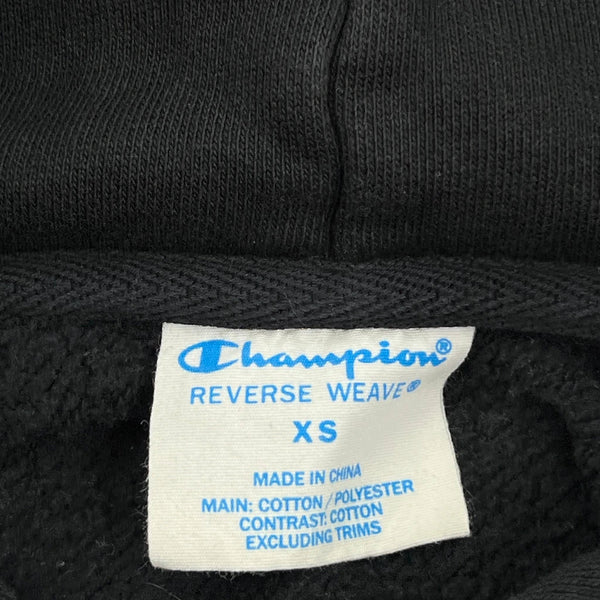 Champion®
REVERSE WEAVE®
XS
MADE IN CHINA
MAIN: COTTON/POLYESTER
CONTRAST: COTTON
EXCLUDING TRIMS